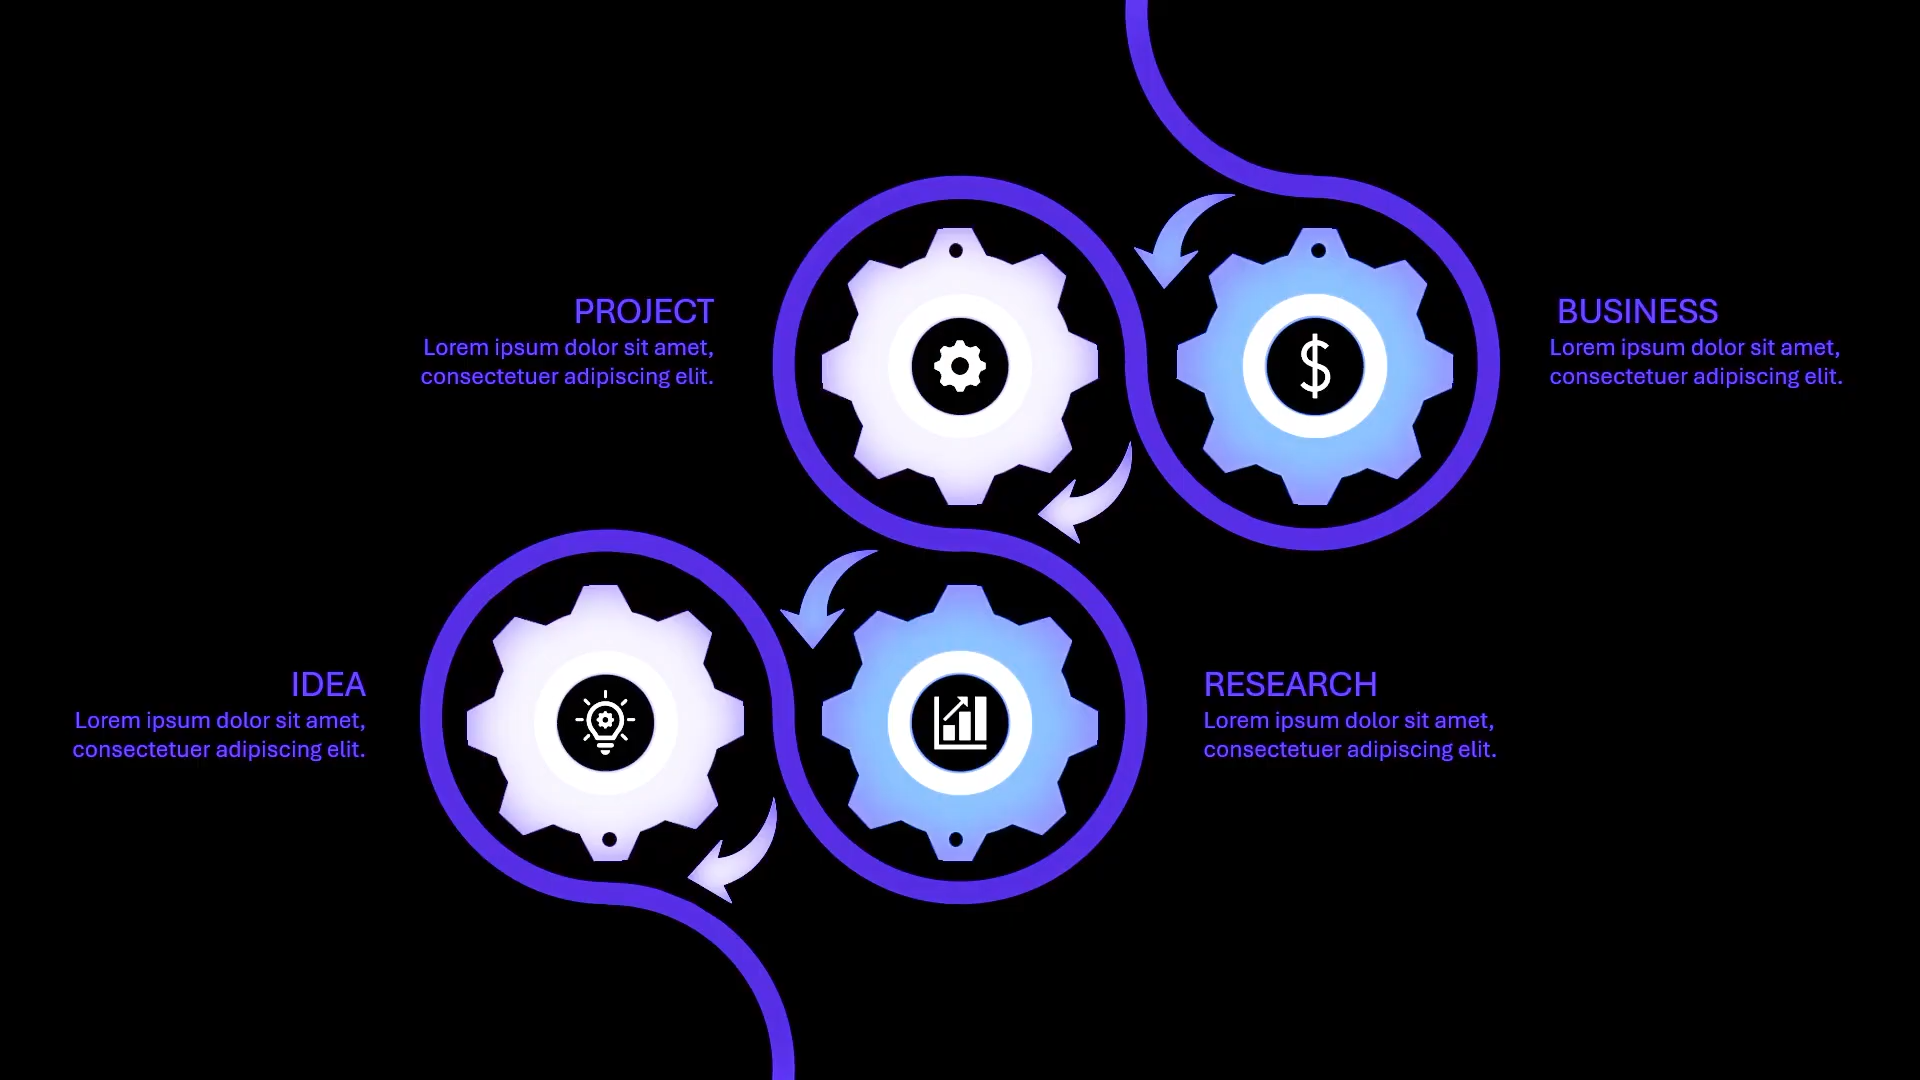 PROJECT
Lorem ipsum dolor sit amet,
consectetuer adipiscing elit.
BUSINESS
Lorem ipsum dolor sit amet,
consectetuer adipiscing elit.
$
IDEA
Lorem ipsum dolor sit amet,
consectetuer adipiscing elit.
RESEARCH
Lorem ipsum dolor sit amet,
consectetuer adipiscing elit.